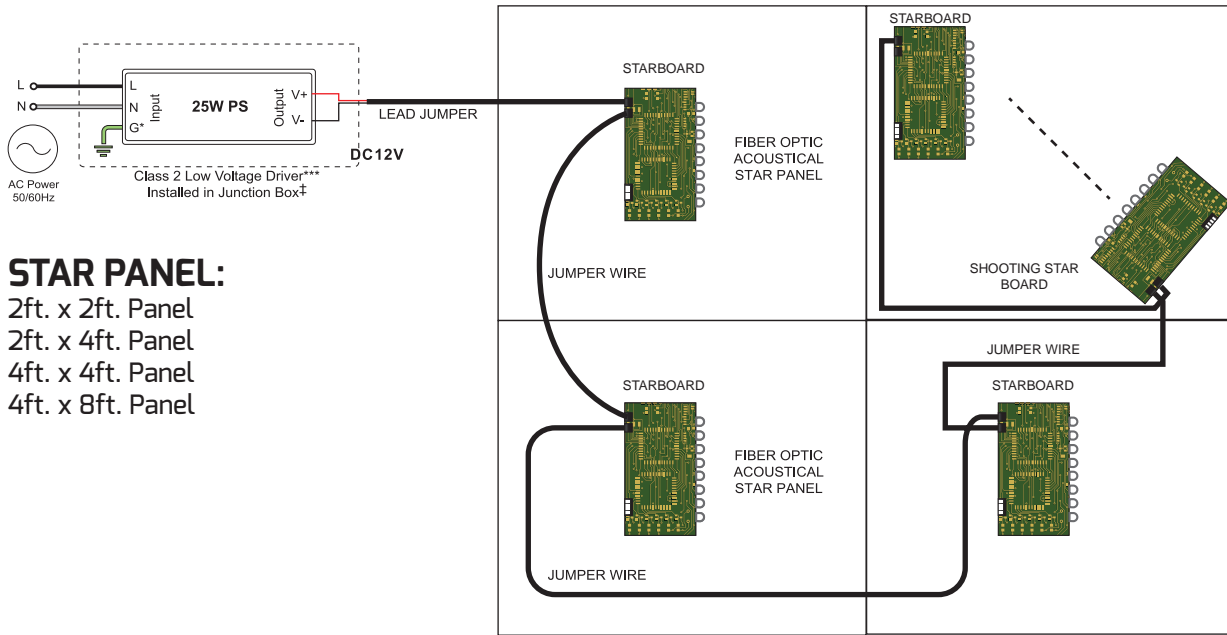 L
N
AC Power
50/60Hz
L
N
G*
Input
25W PS
Output
V+
V-
DC12V
Class 2 Low Voltage Driver***
Installed in Junction Box‡
LEAD JUMPER
STAR PANEL:
2ft. x 2ft. Panel
2ft. x 4ft. Panel
4ft. x 4ft. Panel
4ft. x 8ft. Panel
STARBOARD
FIBER OPTIC
ACOUSTICAL
STAR PANEL
JUMPER WIRE
STARBOARD
SHOOTING STAR
BOARD
STARBOARD
FIBER OPTIC
ACOUSTICAL
STAR PANEL
JUMPER WIRE
JUMPER WIRE
STARBOARD